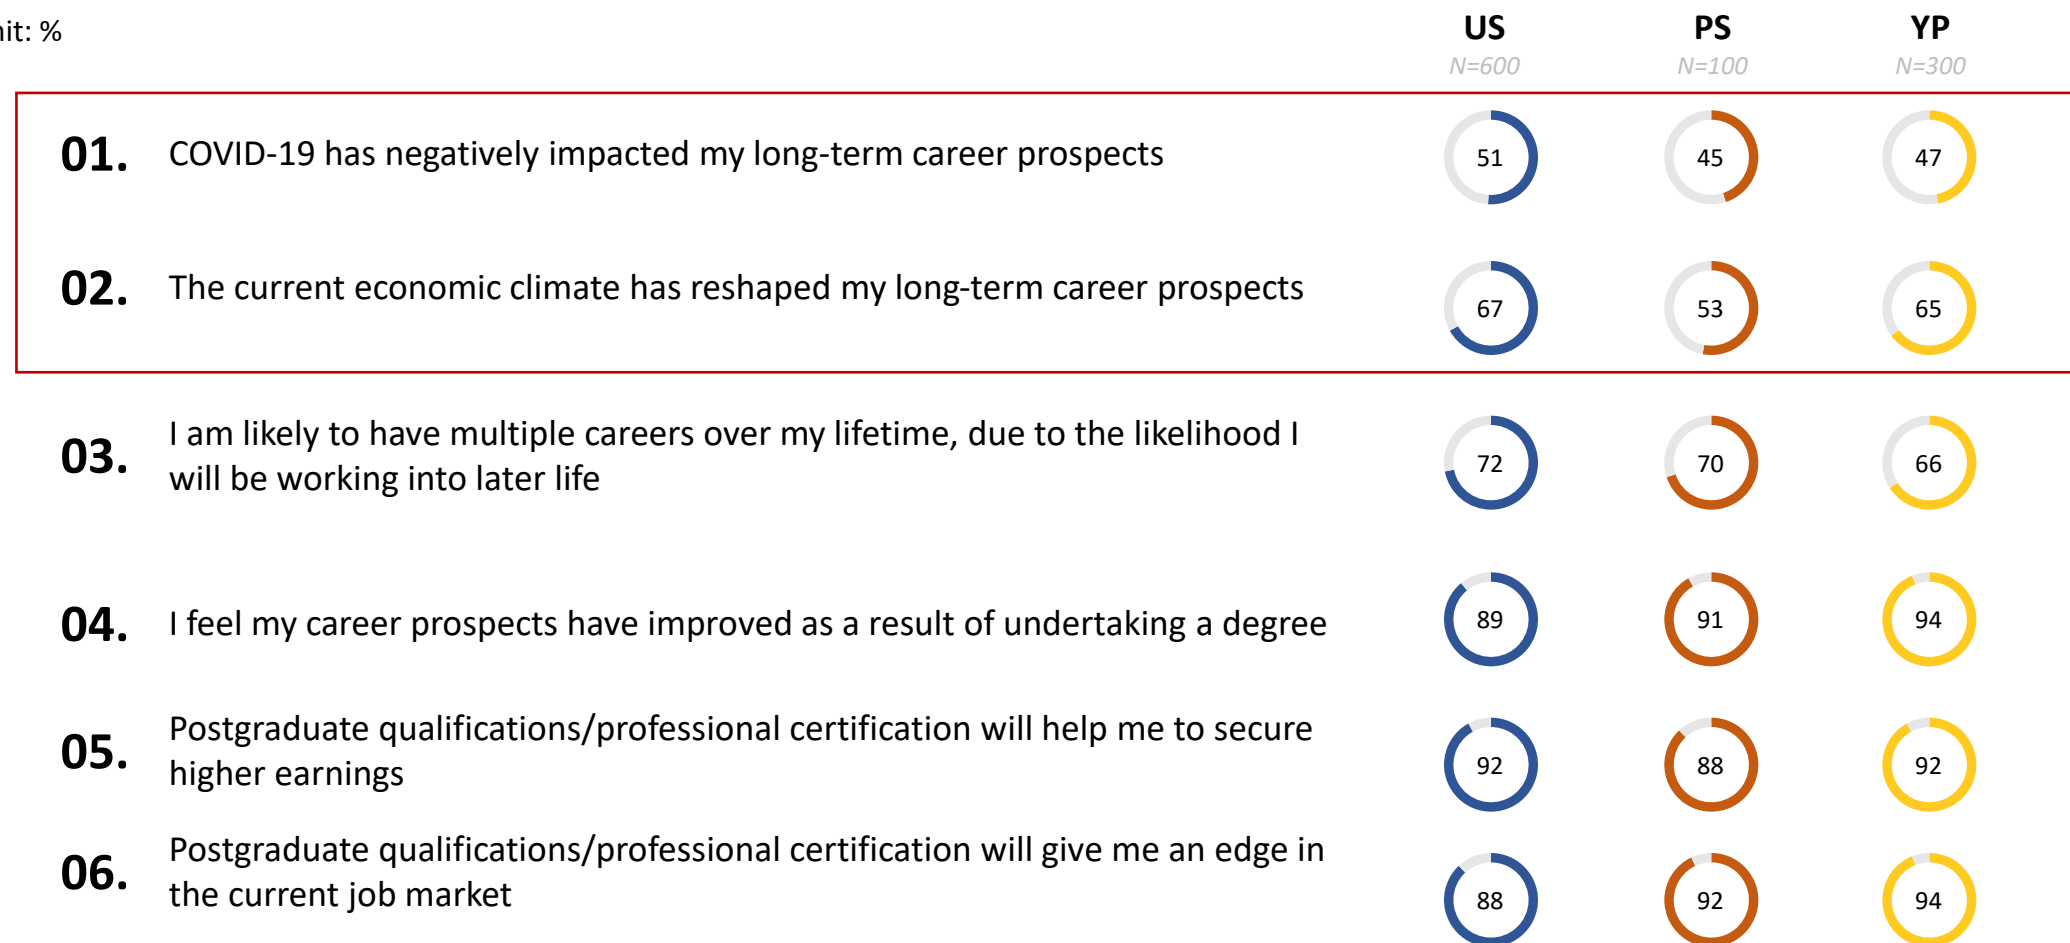 nit: %
US PS YP
N=600 N=100 N=300
01. COVID-19 has negatively impacted my long-term career prospects 51 45 47
02. The current economic climate has reshaped my long-term career prospects 67 53 65
03. I am likely to have multiple careers over my lifetime, due to the likelihood I
will be working into later life 72 70 66
04. I feel my career prospects have improved as a result of undertaking a degree 89 91 94
05. Postgraduate qualifications/professional certification will help me to secure
higher earnings 92 88 92
06. Postgraduate qualifications/professional certification will give me an edge in
the current job market 88 92 94